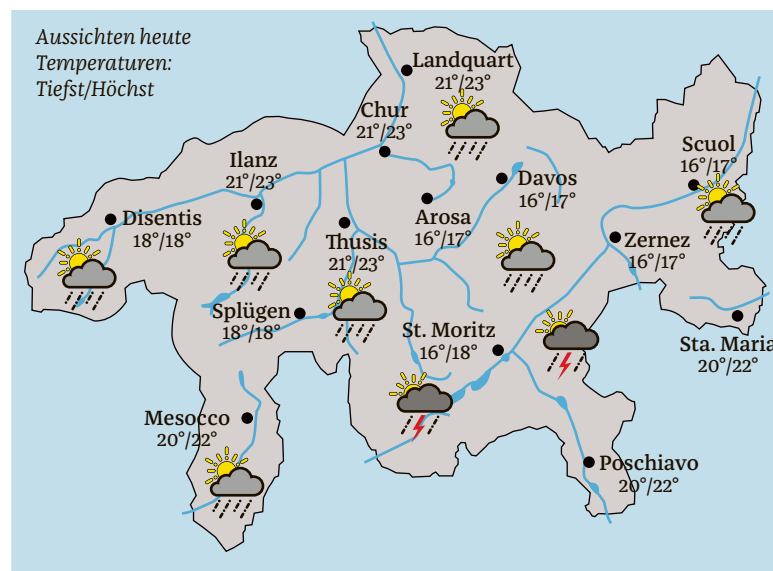 Aussichten heute
Temperaturen:
Tiefst/Höchst
Landquart
21°/23°
Chur
21°/23°
Scuol
16°/17°
Ilanz
21°/23°
Davos
16°/17°
Disentis
18°/18°
Arosa
16°/17°
Thusis
21°/23°
Zernez
16°/17°
Splügen
18°/18°
St. Moritz
16°/18°
Sta. Maria
20°/22°
Mesocco
20°/22°
Poschiavo
20°/22°